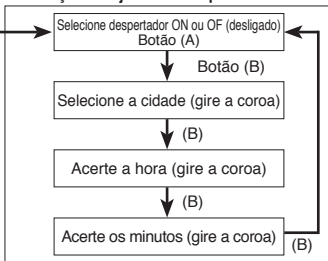 Selecione despertador ON ou OF (desligado)
Botão (A)
Botão (B)
Selecione a cidade (gire a coroa)
(B)
Acerte a hora (gire a coroa)
(B)
Acerte os minutos (gire a coroa)
(B)